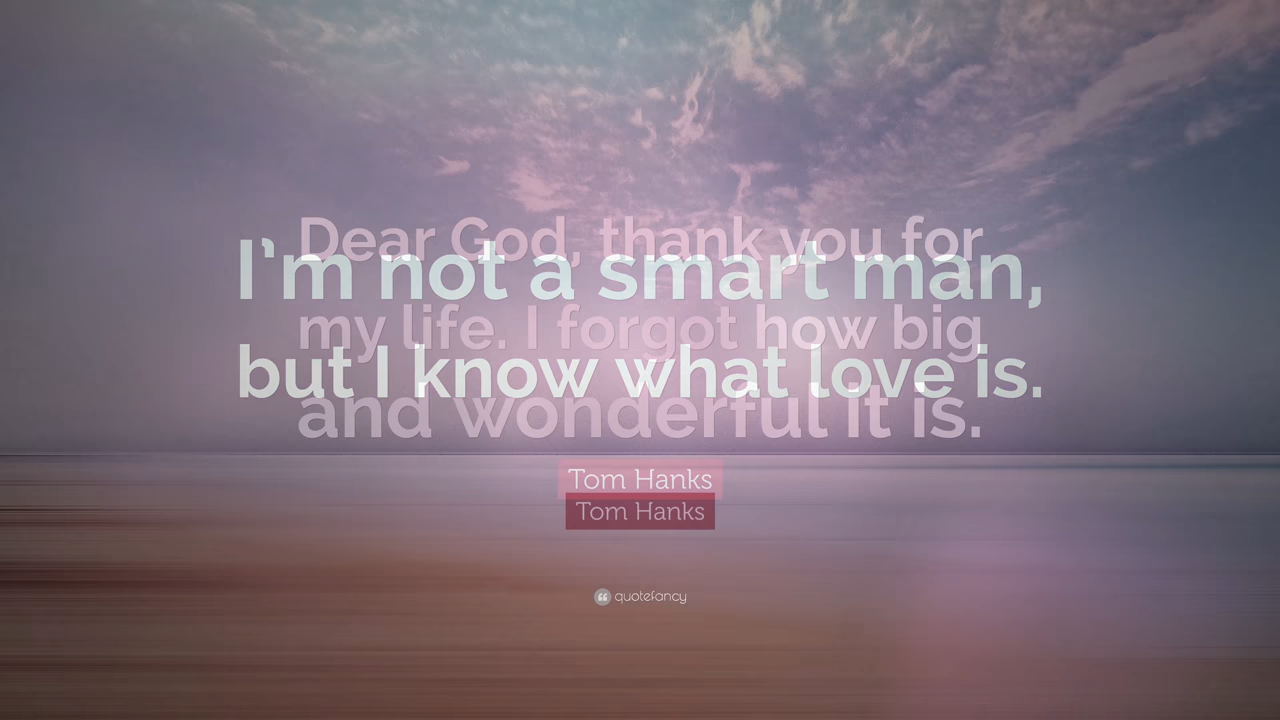 Dear God, thank you for
my life. I forgot how big
and wonderful it is.
Tom Hanks
I'm not a smart man,
but I know what love is.
Tom Hanks
quotefancy